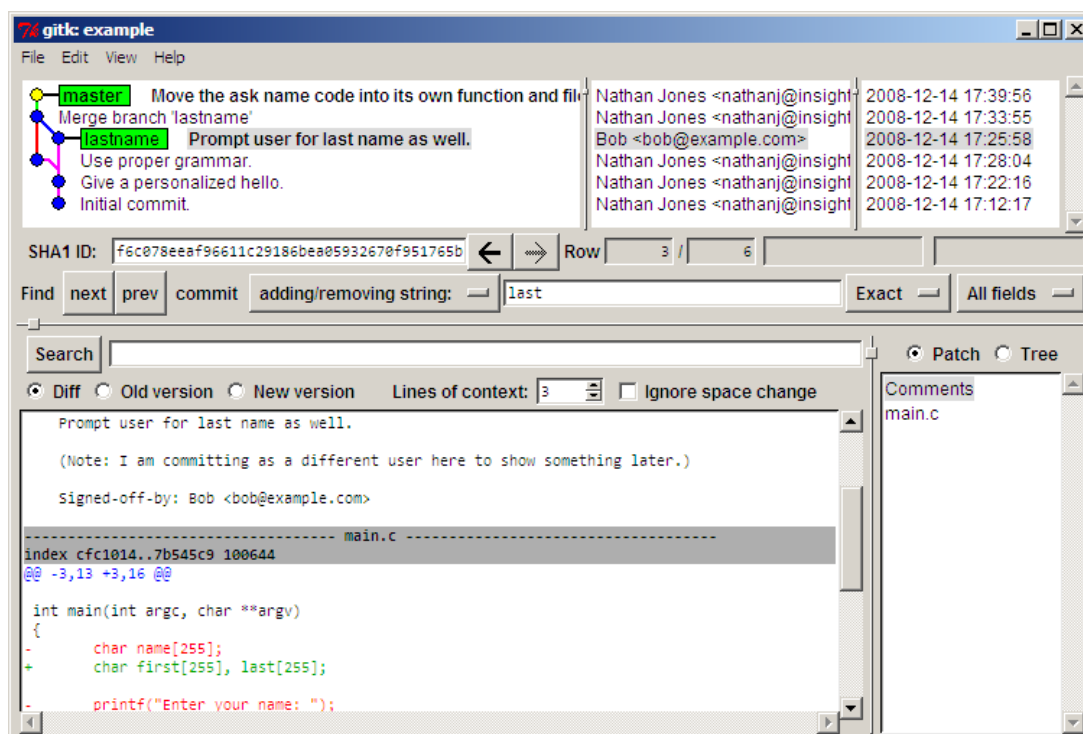 gitk: example
File Edit View Help
master Move the ask name code into its own function and file Nathan Jones <nathanj@insight 2008-12-14 17:39:56
Merge branch 'lastname' Nathan Jones <nathanj@insight 2008-12-14 17:33:55
lastname Prompt user for last name as well. Bob <bob@example.com> 2008-12-14 17:25:58
Use proper grammar. Nathan Jones <nathanj@insight 2008-12-14 17:28:04
Give a personalized hello. Nathan Jones <nathanj@insight 2008-12-14 17:22:16
Initial commit. Nathan Jones <nathanj@insight 2008-12-14 17:12:17
SHA1 ID: f6c078eeaf96611c29186bea05932670f951765b Row 3 / 6
Find next prev commit adding/removing string: last Exact All fields
Search Patch Tree
Diff Old version New version Lines of context: 3 Ignore space change Comments
main.c
Prompt user for last name as well.
(Note: I am committing as a different user here to show something later.)
Signed-off-by: Bob <bob@example.com>
------------------------------------ main.c ------------------------------------
index cfc1014..7b545c9 100644
@@ -3,13 +3,16 @@
int main(int argc, char **argv)
{
- char name[255];
+ char first[255], last[255];
- printf("Enter your name: ");